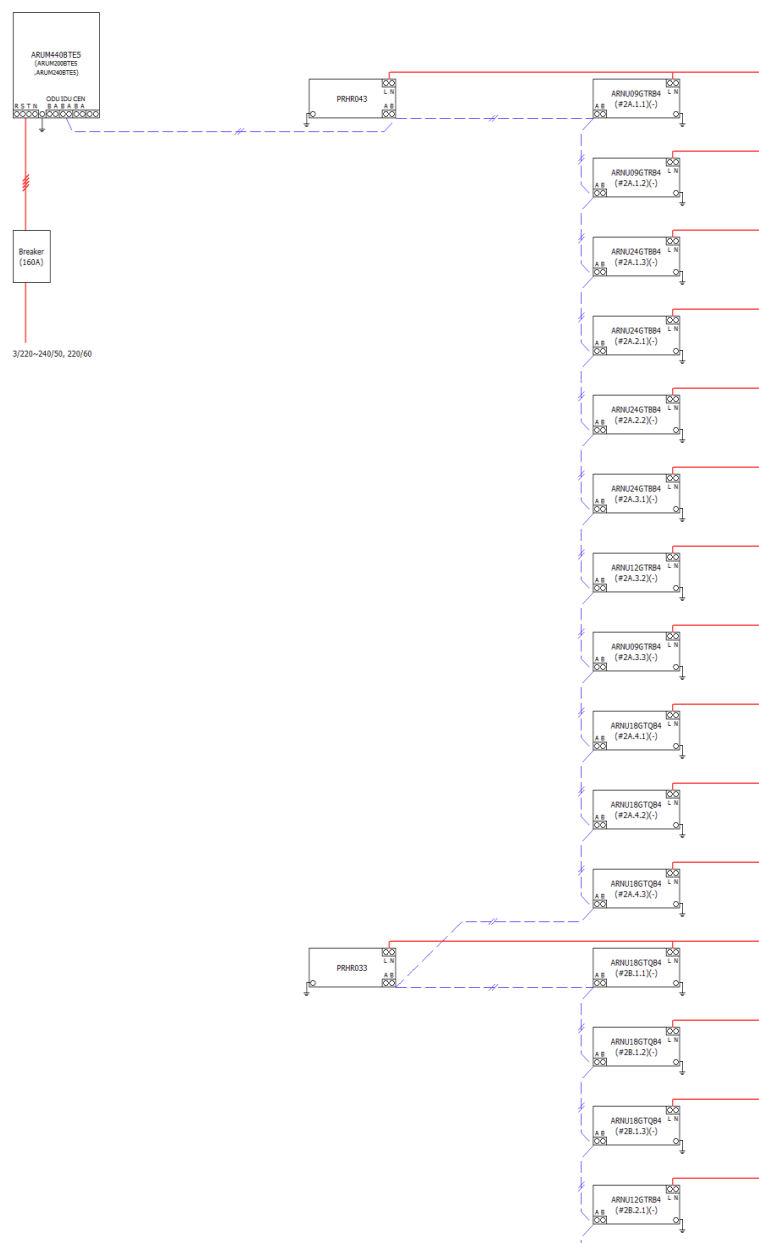 ARUM440BTE5
(ARUM200BTE5
,ARUM240BTE5)
ODU IDU CEN
R S T N B A B A B A
Breaker
(160A)
3/220~240/50, 220/60
PRHR043
L N
A B
ARNU09GTRB4
(#2A.1.1)(-)
L N
A B
ARNU09GTRB4
(#2A.1.2)(-)
L N
A B
ARNU24GTBB4
(#2A.1.3)(-)
L N
A B
ARNU24GTBB4
(#2A.2.1)(-)
L N
A B
ARNU24GTBB4
(#2A.2.2)(-)
L N
A B
ARNU24GTBB4
(#2A.3.1)(-)
L N
A B
ARNU12GTRB4
(#2A.3.2)(-)
L N
A B
ARNU09GTRB4
(#2A.3.3)(-)
L N
A B
ARNU18GTQB4
(#2A.4.1)(-)
L N
A B
ARNU18GTQB4
(#2A.4.2)(-)
L N
A B
ARNU18GTQB4
(#2A.4.3)(-)
L N
A B
PRHR033
L N
A B
ARNU18GTQB4
(#2B.1.1)(-)
L N
A B
ARNU18GTQB4
(#2B.1.2)(-)
L N
A B
ARNU18GTQB4
(#2B.1.3)(-)
L N
A B
ARNU12GTRB4
(#2B.2.1)(-)
L N
A B